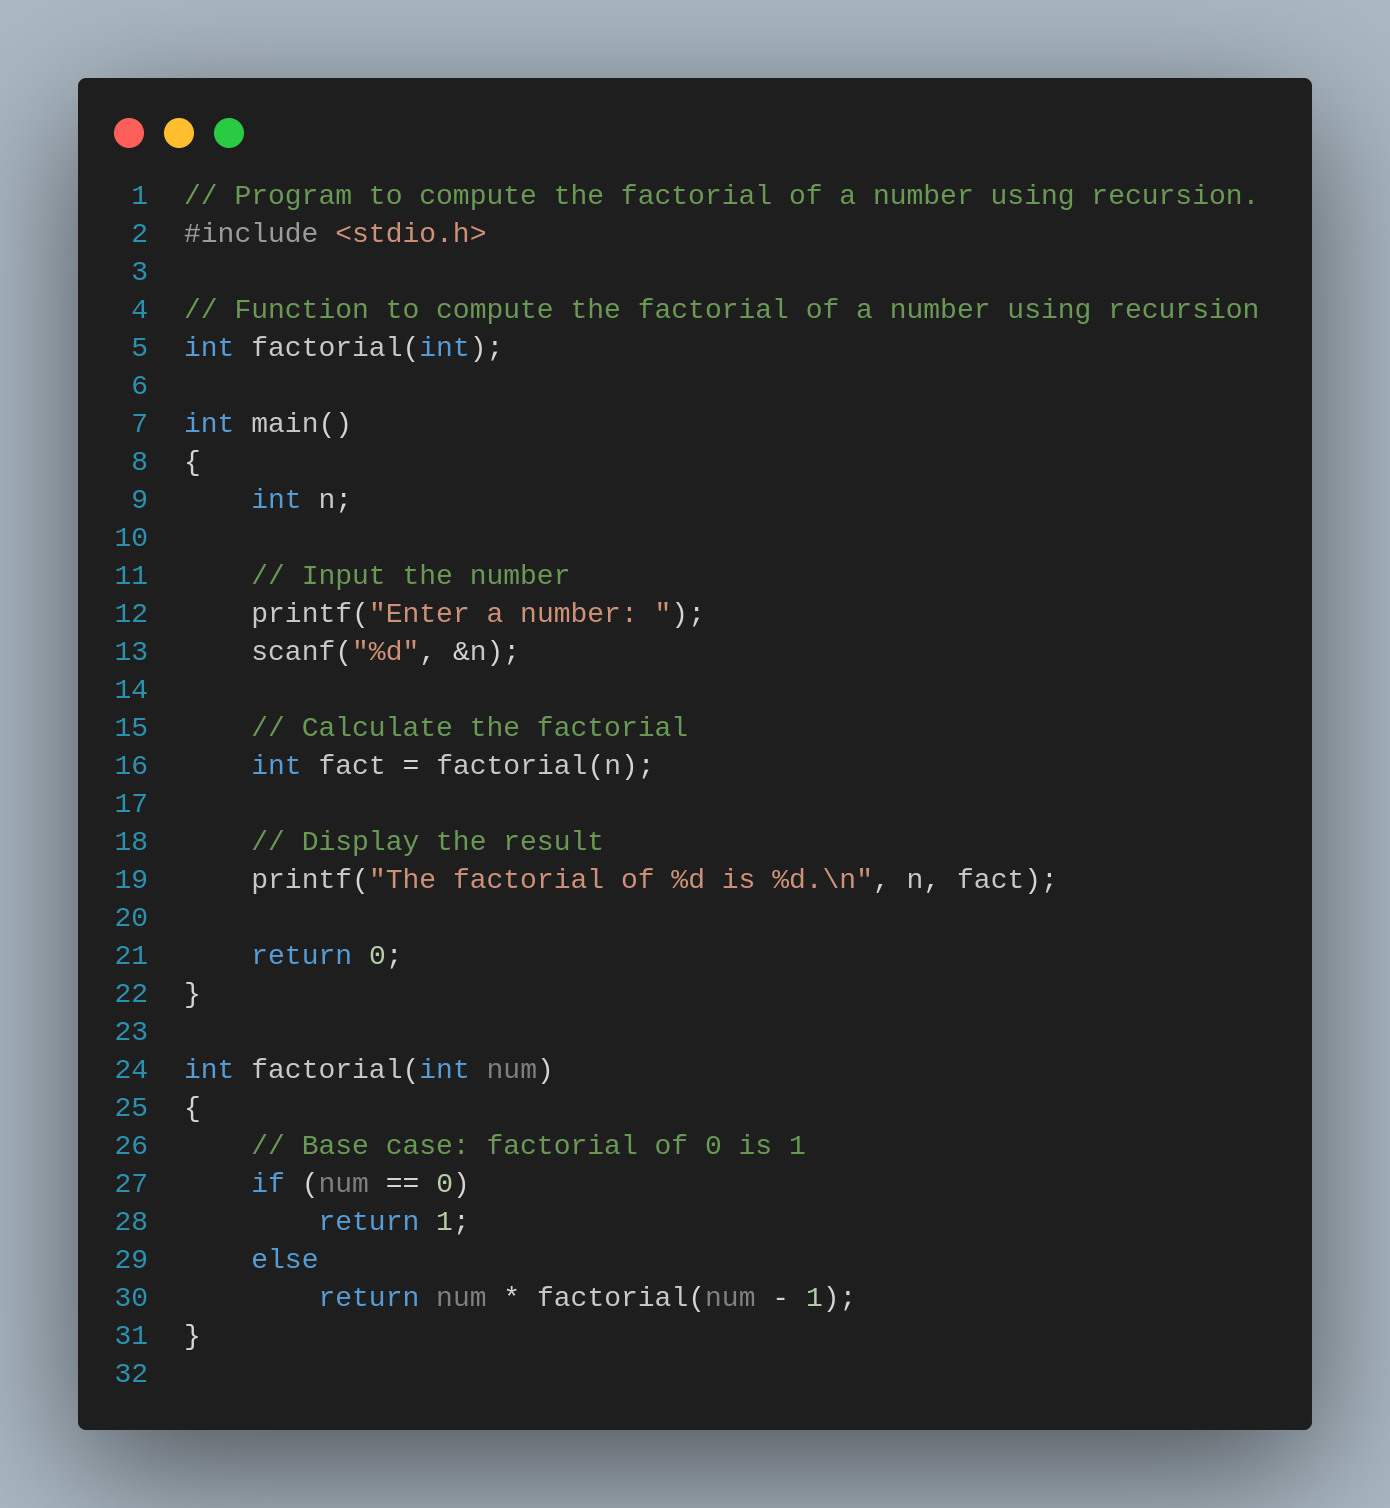 1 // Program to compute the factorial of a number using recursion.
2 #include <stdio.h>
3
4 // Function to compute the factorial of a number using recursion
5 int factorial(int);
6
7 int main()
8 {
9     int n;
10
11     // Input the number
12     printf("Enter a number: ");
13     scanf("%d", &n);
14
15     // Calculate the factorial
16     int fact = factorial(n);
17
18     // Display the result
19     printf("The factorial of %d is %d.\n", n, fact);
20
21     return 0;
22 }
23
24 int factorial(int num)
25 {
26     // Base case: factorial of 0 is 1
27     if (num == 0)
28         return 1;
29     else
30         return num * factorial(num - 1);
31 }
32